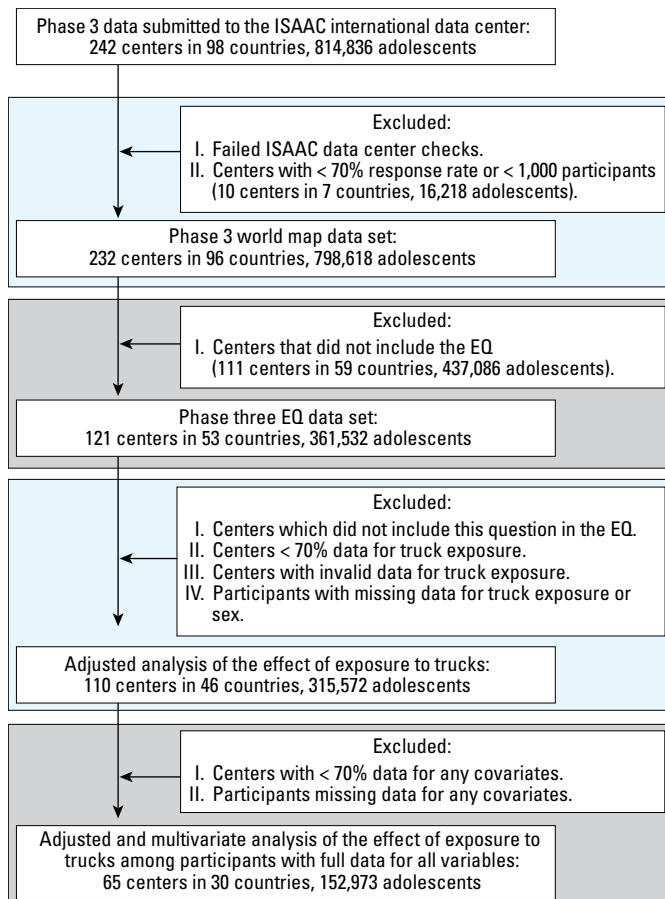 Phase 3 data submitted to the ISAAC international data center:
242 centers in 98 countries, 814,836 adolescents
Excluded:
I. Failed ISAAC data center checks.
II. Centers with < 70% response rate or < 1,000 participants
(10 centers in 7 countries, 16,218 adolescents).
Phase 3 world map data set:
232 centers in 96 countries, 798,618 adolescents
Excluded:
I. Centers that did not include the EQ
(111 centers in 59 countries, 437,086 adolescents).
Phase three EQ data set:
121 centers in 53 countries, 361,532 adolescents
Excluded:
I. Centers which did not include this question in the EQ.
II. Centers < 70% data for truck exposure.
III. Centers with invalid data for truck exposure.
IV. Participants with missing data for truck exposure or
sex.
Adjusted analysis of the effect of exposure to trucks:
110 centers in 46 countries, 315,572 adolescents
Excluded:
I. Centers with < 70% data for any covariates.
II. Participants missing data for any covariates.
Adjusted and multivariate analysis of the effect of exposure to
trucks among participants with full data for all variables:
65 centers in 30 countries, 152,973 adolescents